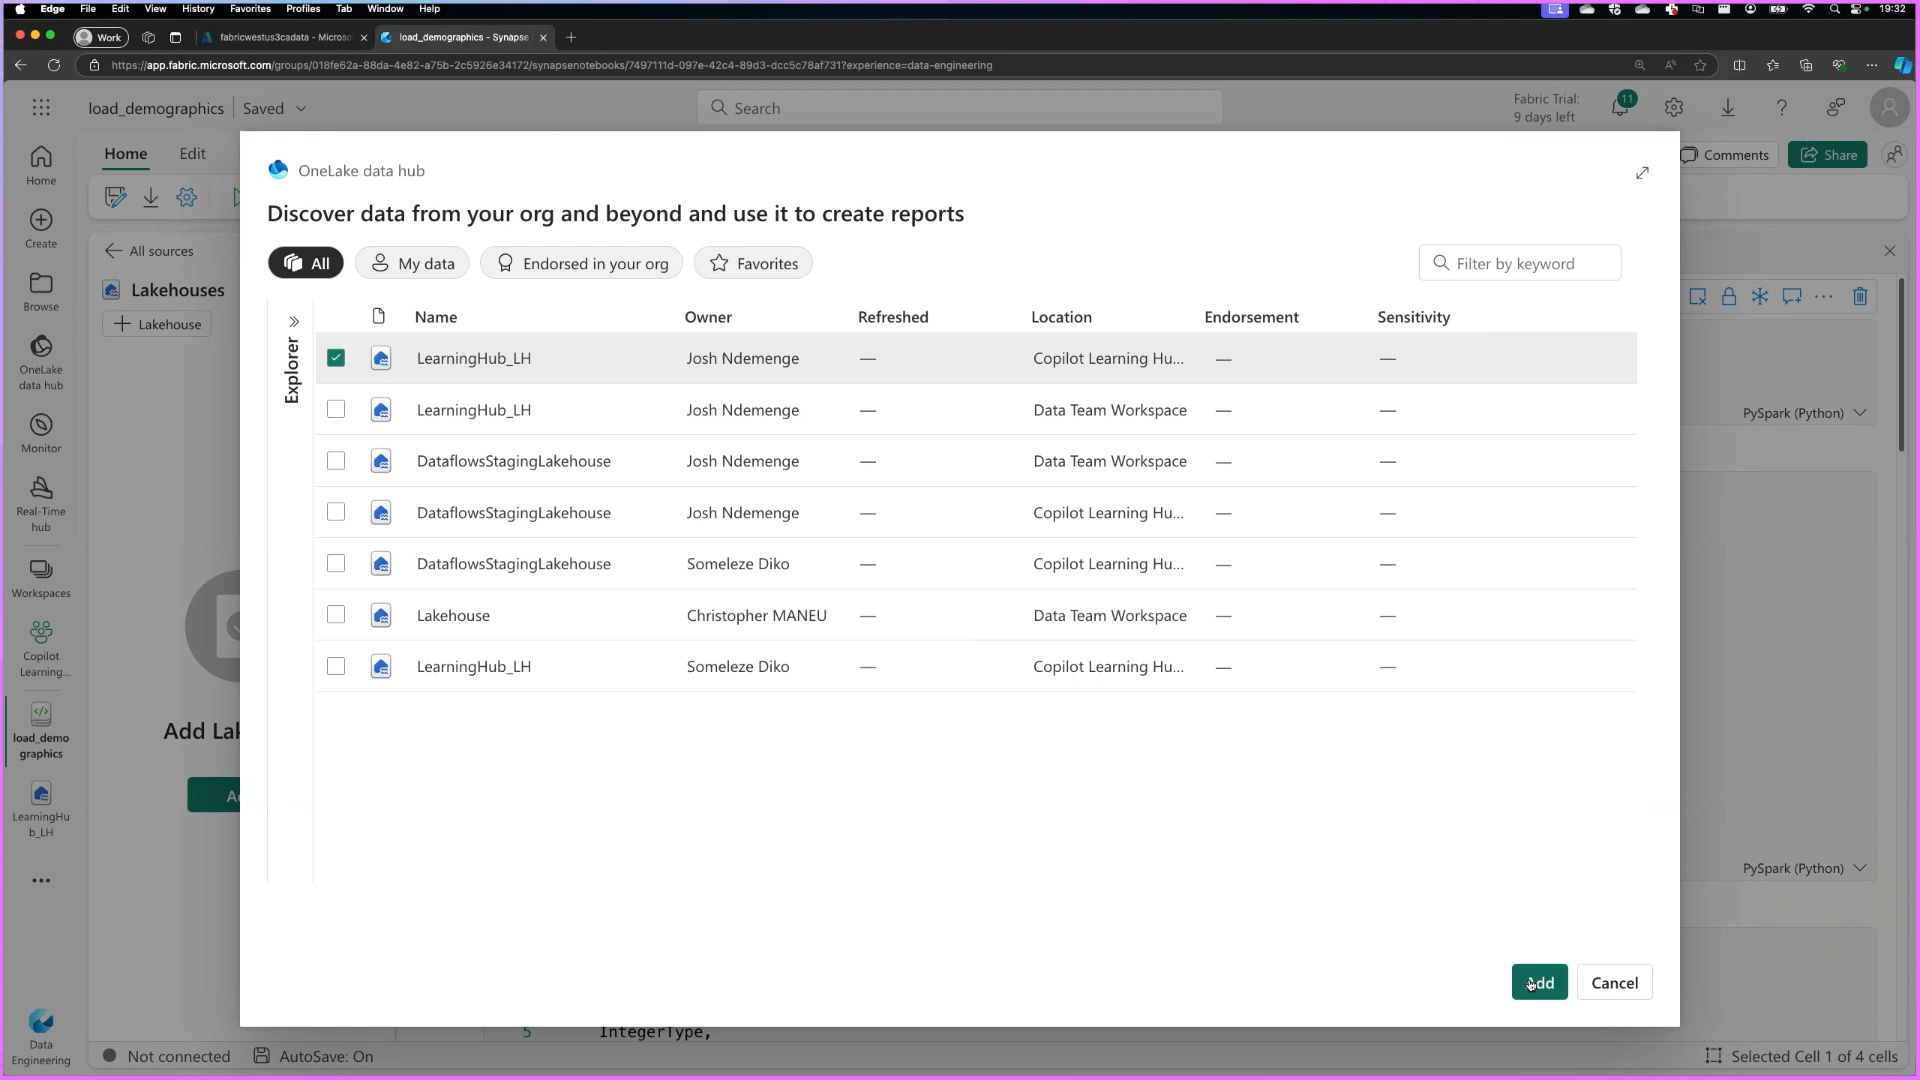 Edge File Edit View History Favorites Profiles Tab Window Help 19:32
Work fabricwestus3cadata - Microso load_demographics - Synapse
https://app.fabric.microsoft.com/groups/018fe62a-88da-4e82-a75b-2c5926e34172/synapsenotebooks/7497111d-097e-42c4-89d3-dcc5c78af731?experience=data-engineering
load_demographics Saved Search Fabric Trial: 11
9 days left
Home Edit Comments Share
Home
Create
Browse
OneLake
data hub
Monitor
Real-Time
hub
Workspaces
Copilot
Learning...
load_demo
graphics
LearningHu
b_LH
Data
Engineering
All sources
Lakehouses
Lakehouse
Add La
OneLake data hub
Discover data from your org and beyond and use it to create reports
All My data Endorsed in your org Favorites Filter by keyword
Explorer
Name Owner Refreshed Location Endorsement Sensitivity
LearningHub_LH Josh Ndemenge — Copilot Learning Hu... — —
LearningHub_LH Josh Ndemenge — Data Team Workspace — —
DataflowsStagingLakehouse Josh Ndemenge — Data Team Workspace — —
DataflowsStagingLakehouse Josh Ndemenge — Copilot Learning Hu... — —
DataflowsStagingLakehouse Someleze Diko — Copilot Learning Hu... — —
Lakehouse Christopher MANEU — Data Team Workspace — —
LearningHub_LH Someleze Diko — Copilot Learning Hu... — —
Add Cancel
PySpark (Python)
PySpark (Python)
5 IntegerType,
Not connected AutoSave: On Selected Cell 1 of 4 cells